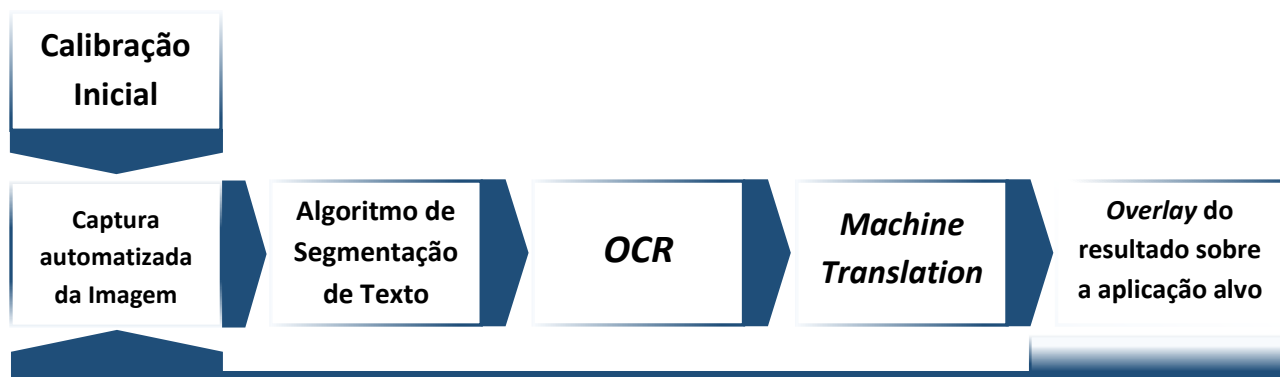 Calibração
Inicial
Captura
automatizada
da Imagem
Algoritmo de
Segmentação
de Texto
OCR
Machine
Translation
Overlay do
resultado sobre
a aplicação alvo